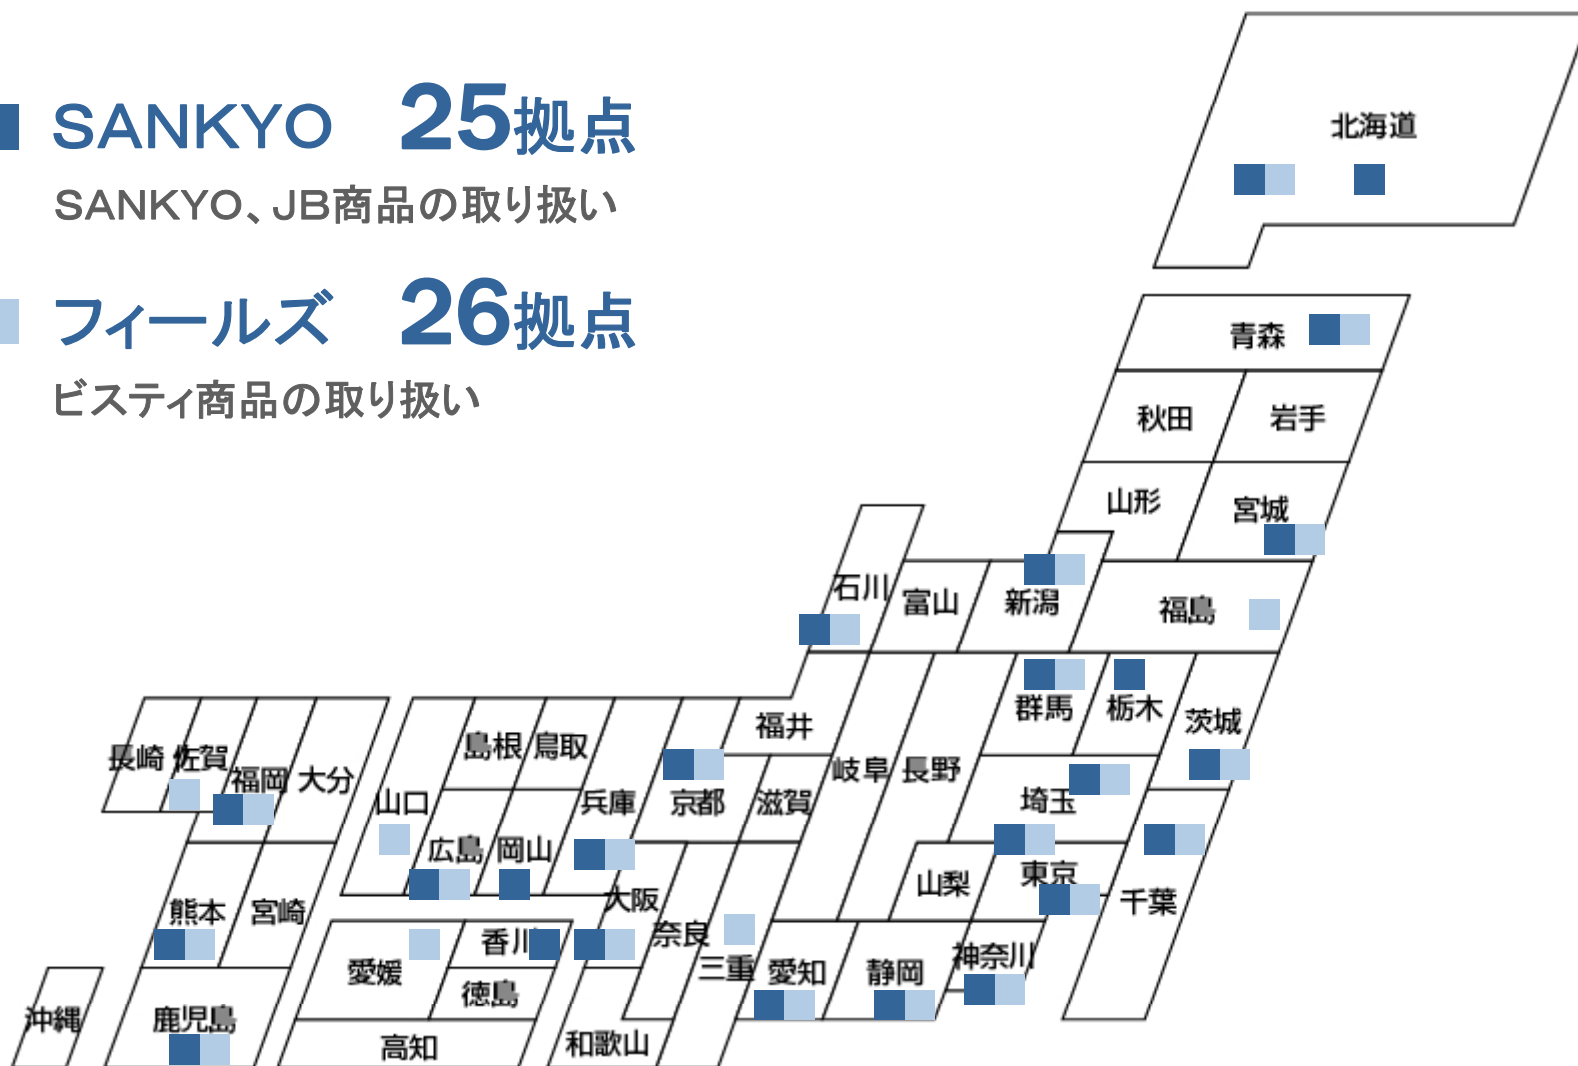 SANKYO 25拠点
SANKYO、JB商品の取り扱い
フィールズ 26拠点
ビスティ商品の取り扱い
北海道
青森
秋田
岩手
山形
宮城
石川
富山
新潟
福島
群馬
栃木
茨城
福井
長崎
佐賀
福岡
大分
島根
鳥取
山口
兵庫
京都
滋賀
岐阜
長野
埼玉
広島
岡山
大阪
山梨
東京
千葉
熊本
宮崎
香川
奈良
三重
愛媛
愛知
静岡
神奈川
徳島
沖縄
鹿児島
高知
和歌山